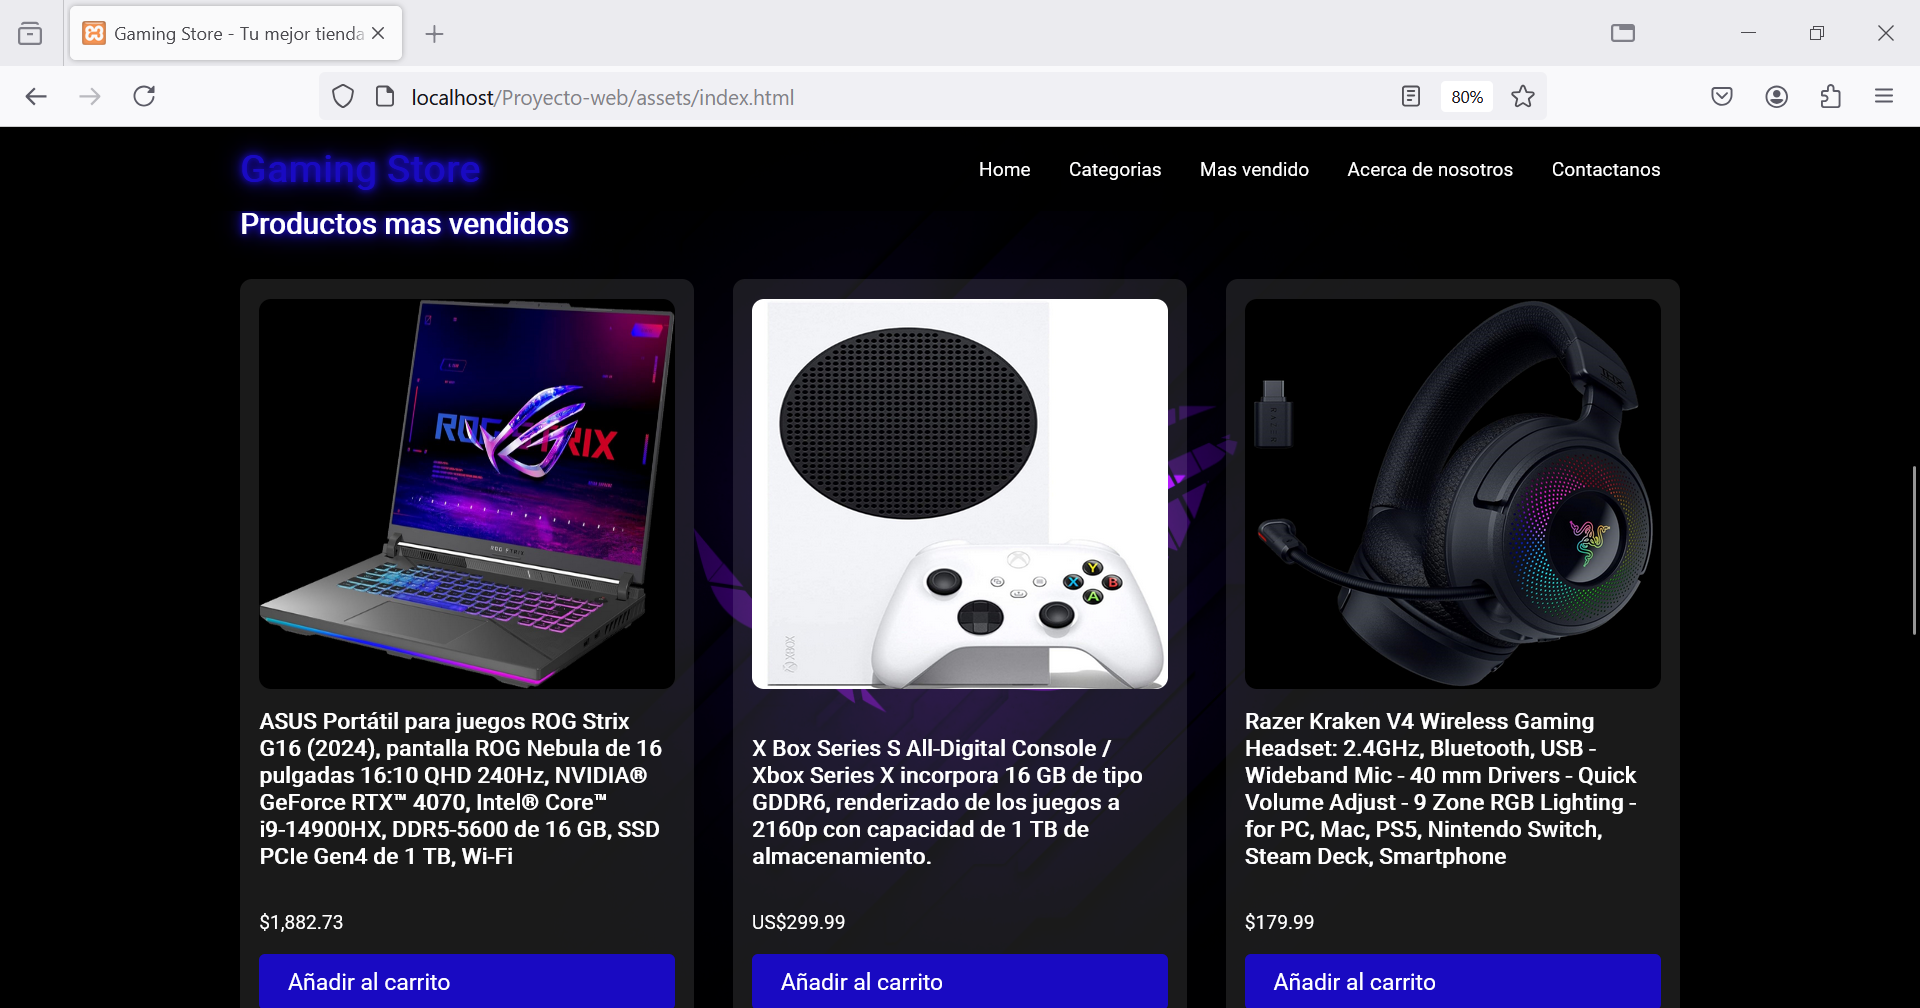 Gaming Store - Tu mejor tienda
localhost/Proyecto-web/assets/index.html
80%
Gaming Store
Home
Categorias
Mas vendido
Acerca de nosotros
Contactanos
Productos mas vendidos
ROG STRIX
ROG STRIX
XBOX
Y
X
B
A
ASUS Portátil para juegos ROG Strix
G16 (2024), pantalla ROG Nebula de 16
pulgadas 16:10 QHD 240Hz, NVIDIA®
GeForce RTX™ 4070, Intel® Core™
i9-14900HX, DDR5-5600 de 16 GB, SSD
PCIe Gen4 de 1 TB, Wi-Fi
$1,882.73
Añadir al carrito
X Box Series S All-Digital Console /
Xbox Series X incorpora 16 GB de tipo
GDDR6, renderizado de los juegos a
2160p con capacidad de 1 TB de
almacenamiento.
US$299.99
Añadir al carrito
Razer Kraken V4 Wireless Gaming
Headset: 2.4GHz, Bluetooth, USB -
Wideband Mic - 40 mm Drivers - Quick
Volume Adjust - 9 Zone RGB Lighting -
for PC, Mac, PS5, Nintendo Switch,
Steam Deck, Smartphone
$179.99
Añadir al carrito